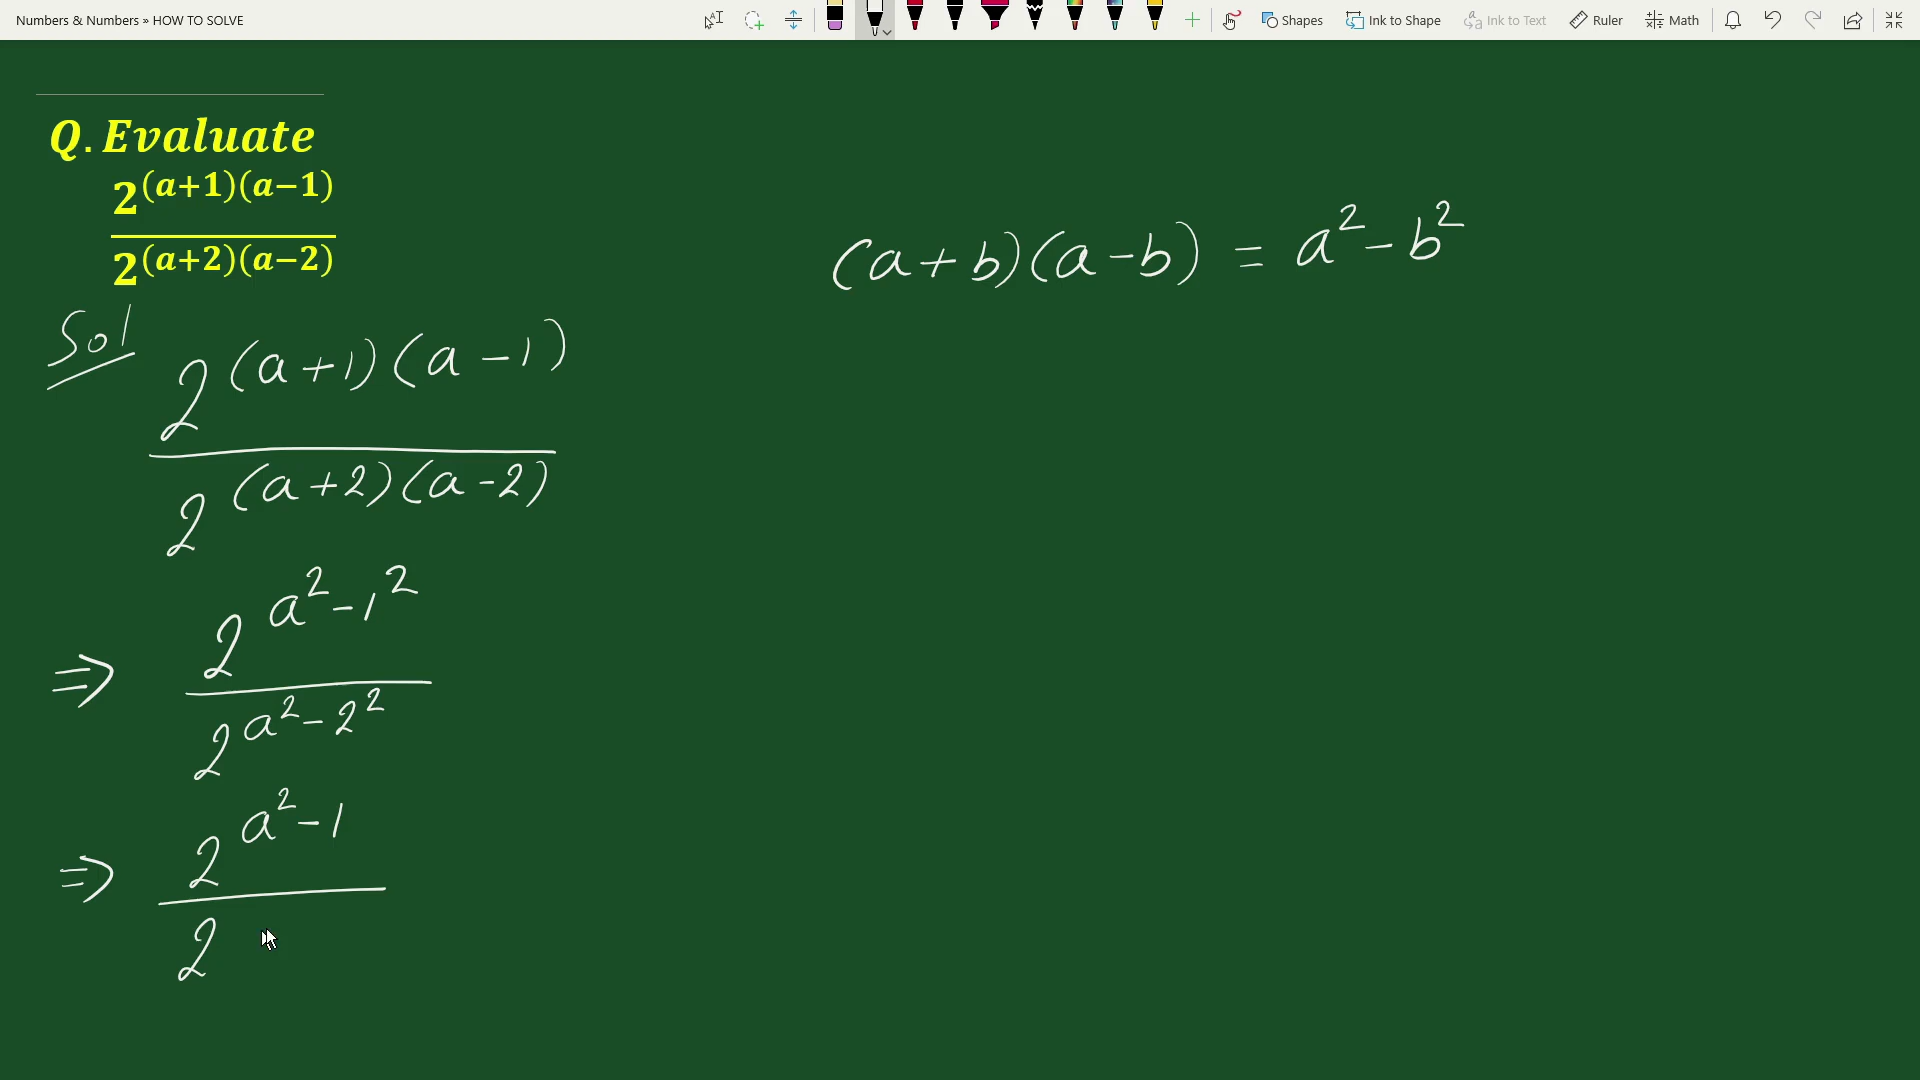 Numbers & Numbers » HOW TO SOLVE
Shapes Ink to Shape Ink to Text Ruler Math
Q. Evaluate
2^(a+1)(a−1)
2^(a+2)(a−2)
(a+b)(a-b) = a²-b²
Sol
2^(a+1)(a-1)
2^(a+2)(a-2)
⇒ 2^a²-1²
2^a²-2²
⇒ 2^a²-1
2